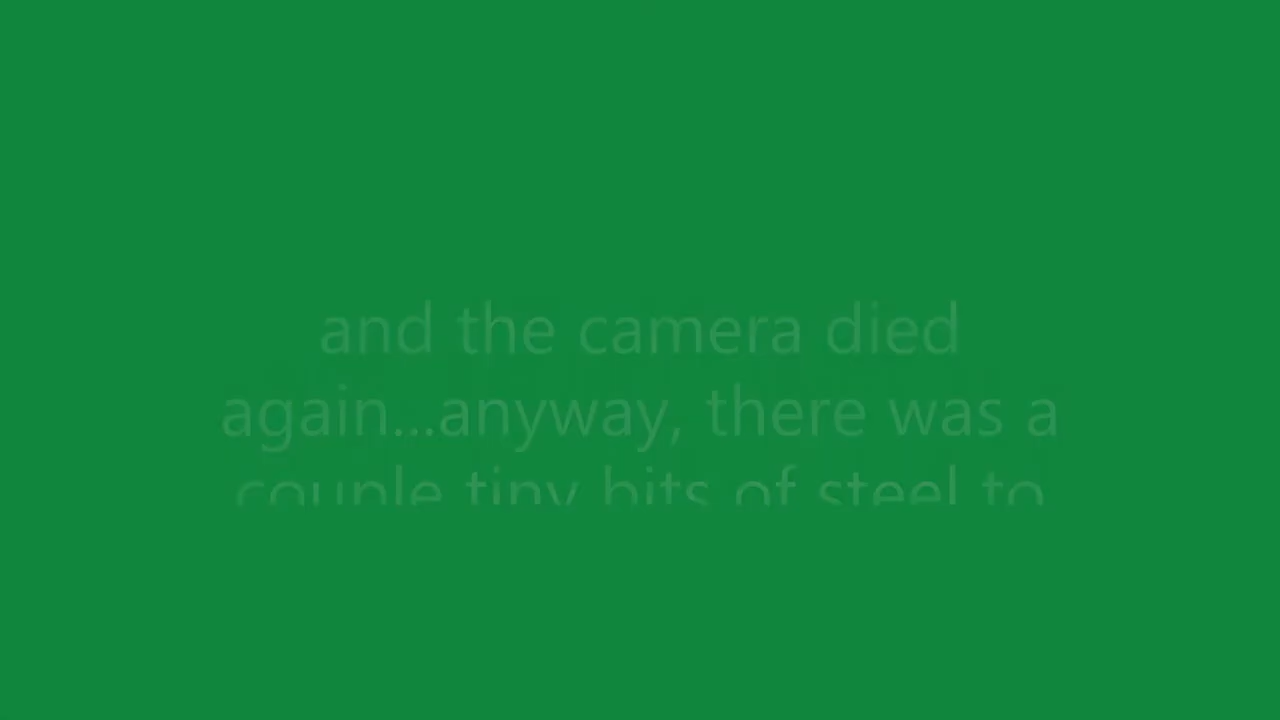 and the camera died
again...anyway, there was a
couple tiny bits of steel to